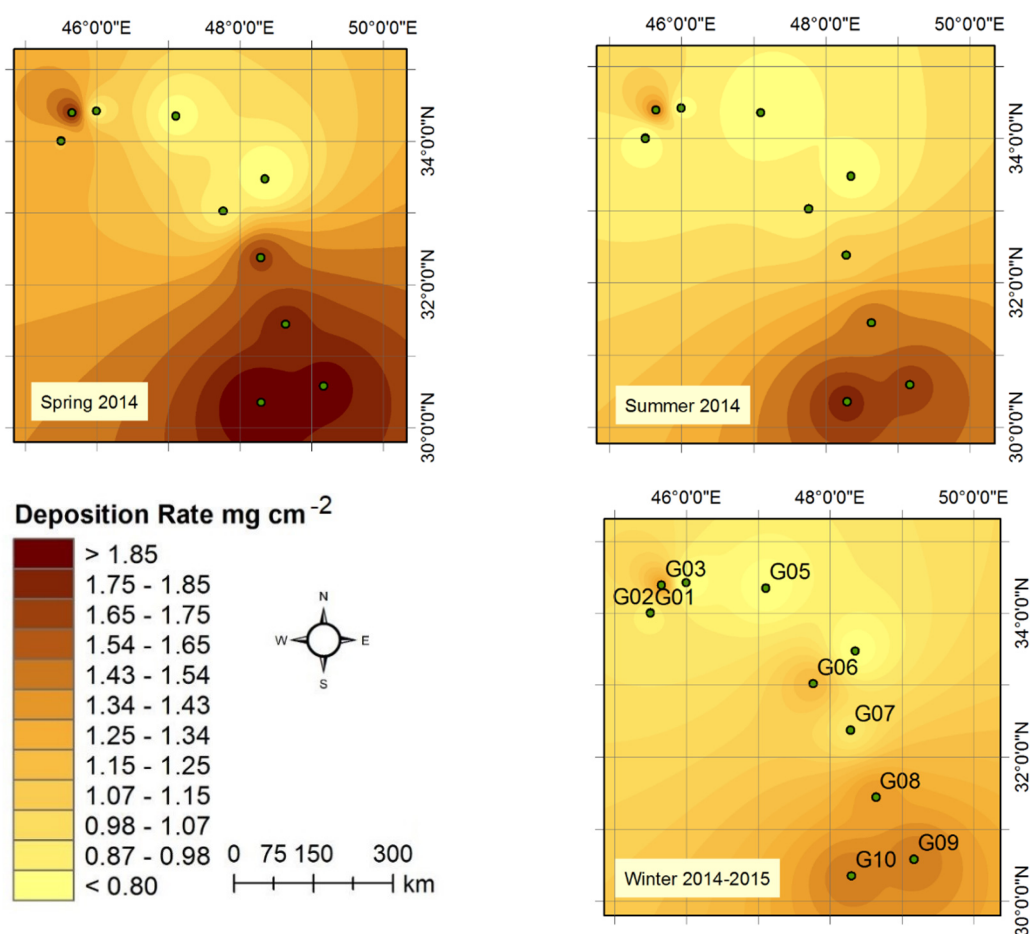 46°0'0"E 48°0'0"E 50°0'0"E
34°0'0"N
32°0'0"N
30°0'0"N
Spring 2014
46°0'0"E 48°0'0"E 50°0'0"E
34°0'0"N
32°0'0"N
30°0'0"N
Summer 2014
Deposition Rate mg cm -2
> 1.85
1.75 - 1.85
1.65 - 1.75
1.54 - 1.65
1.43 - 1.54
1.34 - 1.43
1.25 - 1.34
1.15 - 1.25
1.07 - 1.15
0.98 - 1.07
0.87 - 0.98
< 0.80
N
W E
S
0 75 150 300
km
46°0'0"E 48°0'0"E 50°0'0"E
34°0'0"N
32°0'0"N
30°0'0"N
G03
G05
G02 G01
G06
G07
G08
G09
G10
Winter 2014-2015